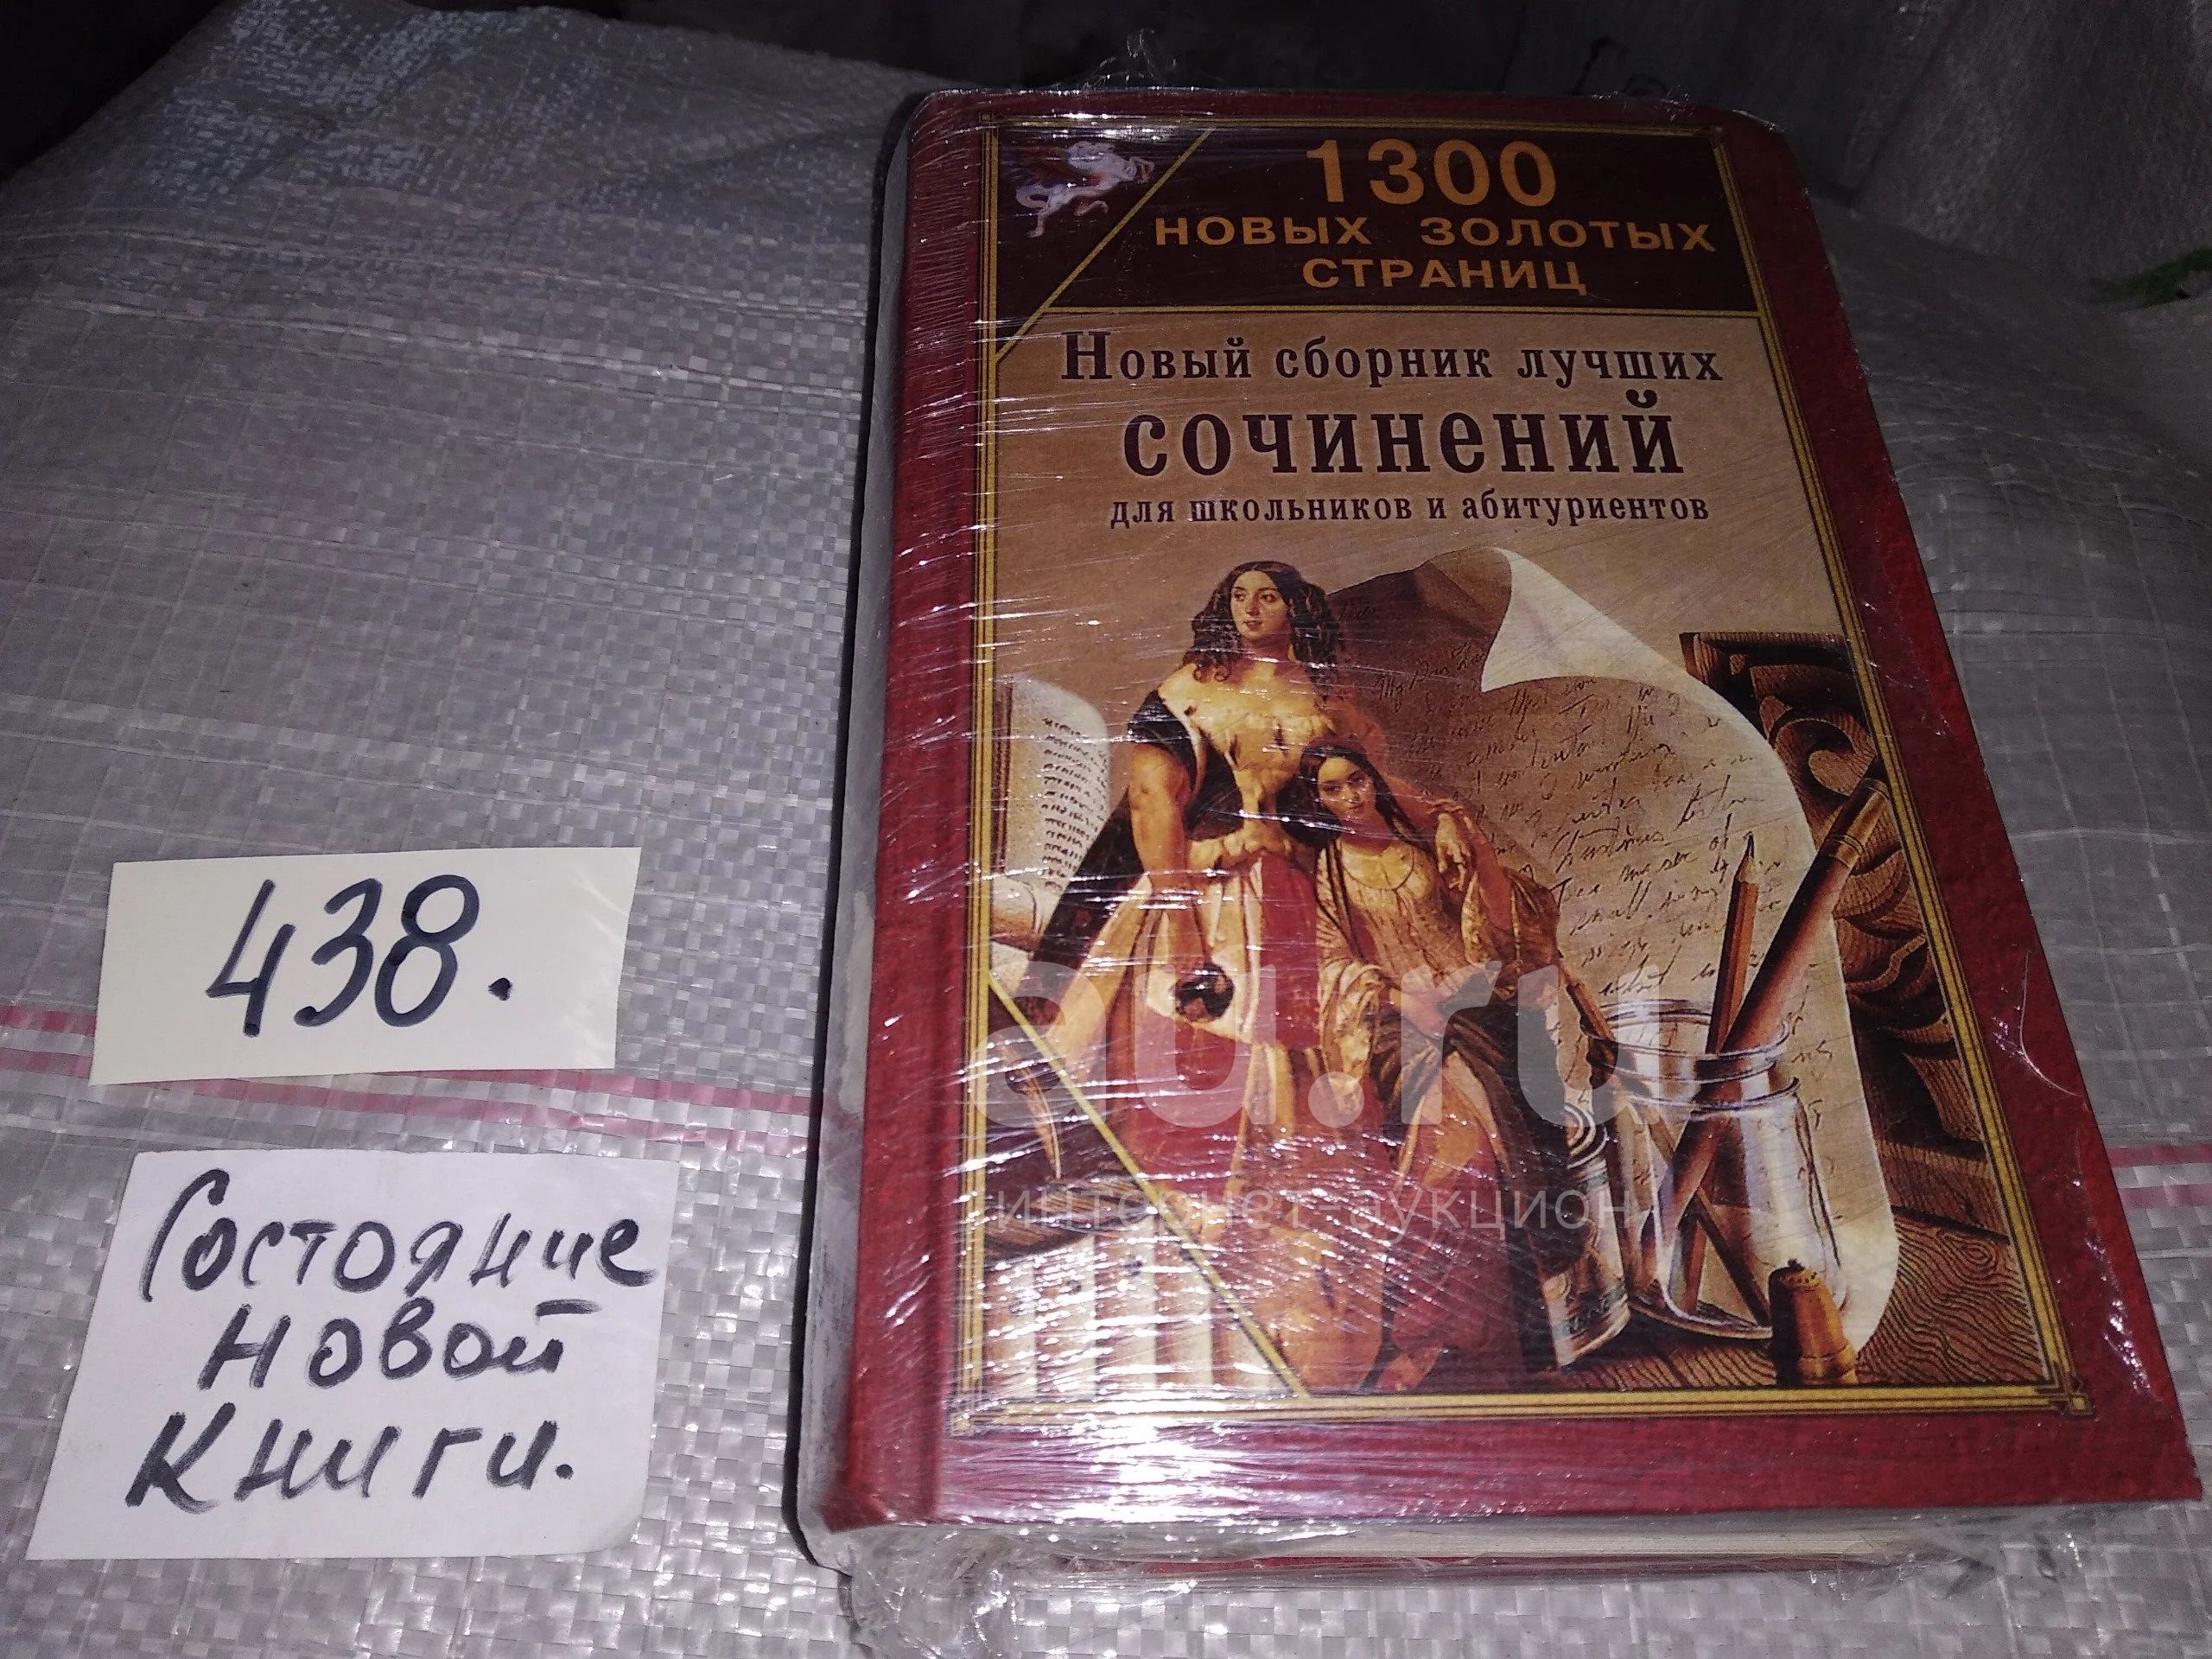 1300
НОВЫХ ЗОЛОТЫХ
СТРАНИЦ
Новый сборник лучших
СОЧИНЕНИЙ
для школьников и абитуриентов
438.
Состояние
новой
книги.
au.ru
интернет-аукцион